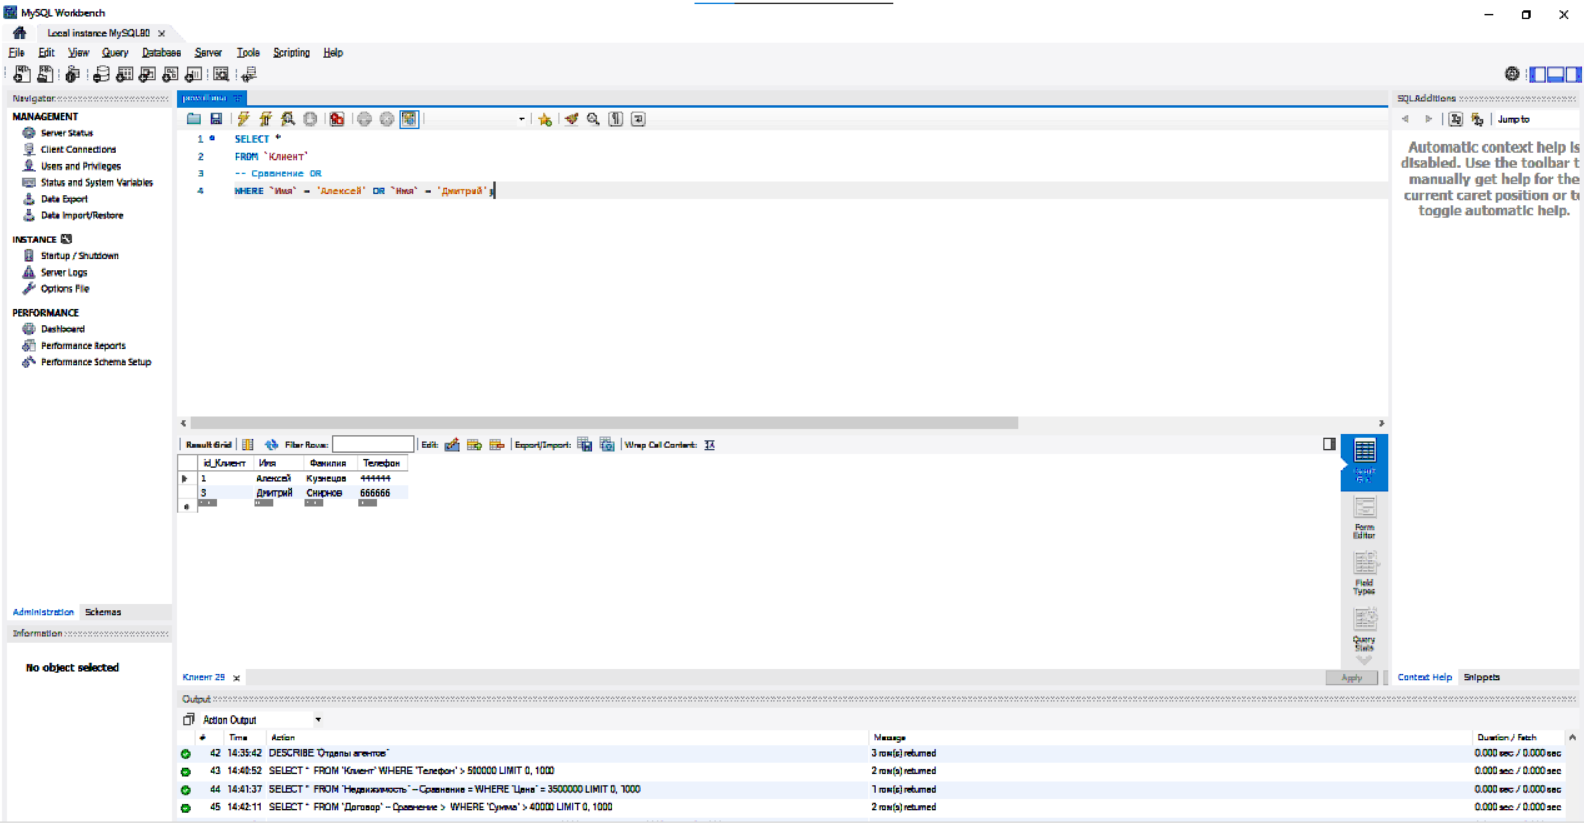 MySQL Workbench
Local instance MySQL80 x
File Edit View Query Database Server Tools Scripting Help
Navigator
SQLAdditions
MANAGEMENT
Server Status
Client Connections
Users and Privileges
Status and System Variables
Data Export
Data Import/Restore
INSTANCE
Startup / Shutdown
Server Logs
Options File
PERFORMANCE
Dashboard
Performance Reports
Performance Schema Setup
Jump to
Automatic context help is
disabled. Use the toolbar t
manually get help for the
current caret position or to
toggle automatic help.
1 SELECT *
2 FROM `Клиент`
3 -- Сравнение OR
4 WHERE `Имя` = 'Алексей' OR `Имя` = 'Дмитрий';
Result Grid Filter Rows: Edit: Export/Import: Wrap Cell Content: IA
id_Клиент Имя Фамилия Телефон
1 Алексей Кузнецов 444444
3 Дмитрий Смирнов 666666
Form
Editor
Field
Types
Query
Stats
Administration Schemas
Information
No object selected
Клиент 29 x
Apply
Context Help Snippets
Output
Action Output
# Time Action Message Duration / Fetch
42 14:35:42 DESCRIBE `Отделы агентов` 3 row(s) returned 0.000 sec / 0.000 sec
43 14:40:52 SELECT * FROM `Клиент` WHERE `Телефон` > 500000 LIMIT 0, 1000 2 row(s) returned 0.000 sec / 0.000 sec
44 14:41:37 SELECT * FROM `Недвижимость` -- Сравнение = WHERE `Цена` = 3500000 LIMIT 0, 1000 1 row(s) returned 0.000 sec / 0.000 sec
45 14:42:11 SELECT * FROM `Договор` -- Сравнение > WHERE `Сумма` > 40000 LIMIT 0, 1000 2 row(s) returned 0.000 sec / 0.000 sec